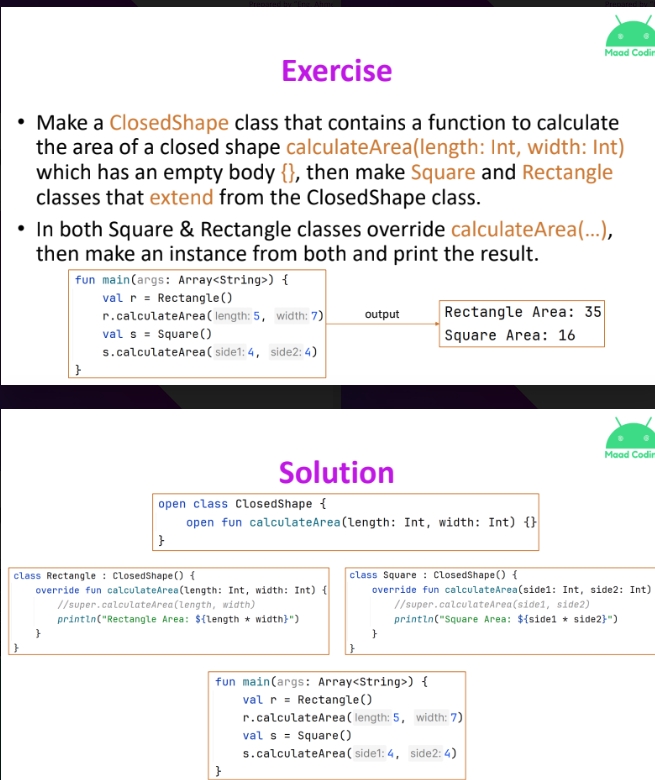 Maad Codin
Exercise
• Make a ClosedShape class that contains a function to calculate
the area of a closed shape calculateArea(length: Int, width: Int)
which has an empty body {}, then make Square and Rectangle
classes that extend from the ClosedShape class.
• In both Square & Rectangle classes override calculateArea(...),
then make an instance from both and print the result.
fun main(args: Array<String>) {
    val r = Rectangle()
    r.calculateArea( length: 5, width: 7)
    val s = Square()
    s.calculateArea( side1: 4, side2: 4)
}
output
Rectangle Area: 35
Square Area: 16
Maad Codin
Solution
open class ClosedShape {
    open fun calculateArea(length: Int, width: Int) {}
}
class Rectangle : ClosedShape() {
    override fun calculateArea(length: Int, width: Int) {
        //super.calculateArea(length, width)
        println("Rectangle Area: ${length * width}")
    }
}
class Square : ClosedShape() {
    override fun calculateArea(side1: Int, side2: Int)
        //super.calculateArea(side1, side2)
        println("Square Area: ${side1 * side2}")
    }
}
fun main(args: Array<String>) {
    val r = Rectangle()
    r.calculateArea( length: 5, width: 7)
    val s = Square()
    s.calculateArea( side1: 4, side2: 4)
}